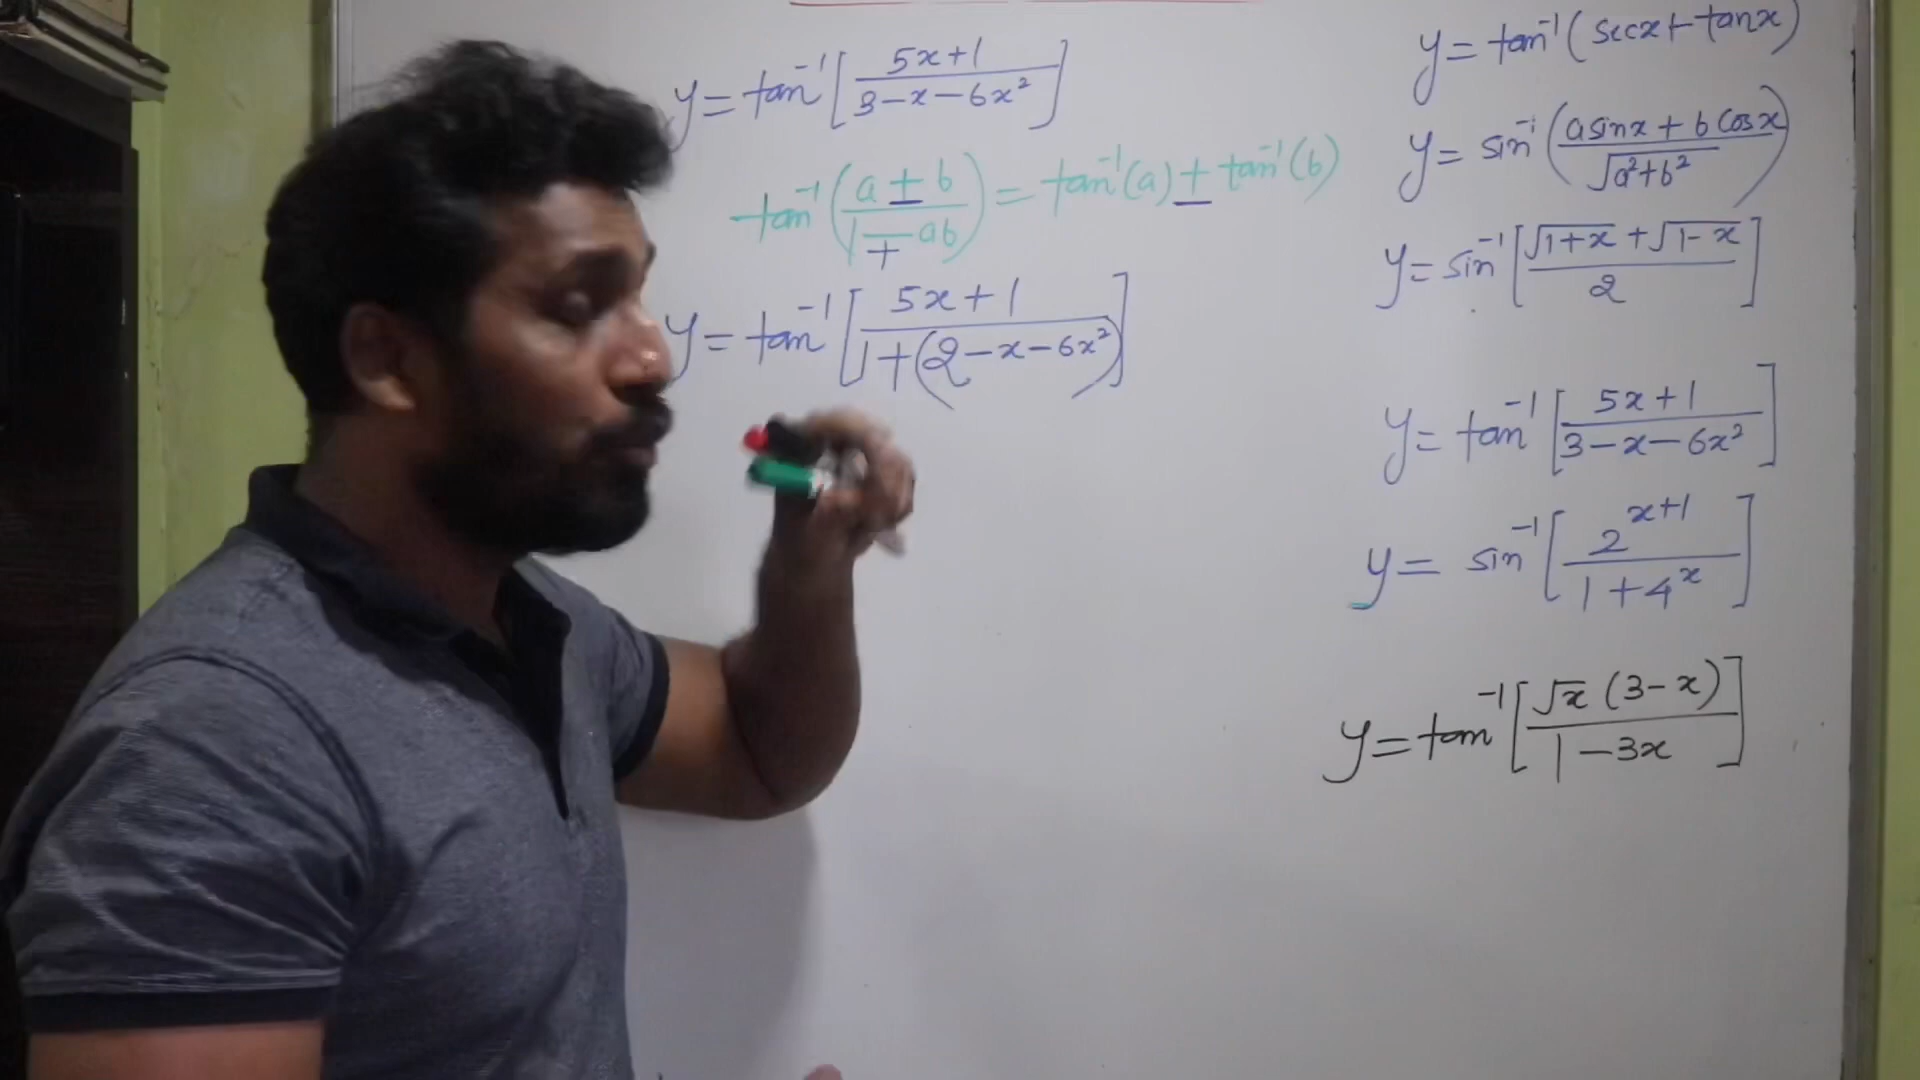 y = tan⁻¹[(5x+1)/(3-x-6x²)]
tan⁻¹((a ± b)/(1 ∓ ab)) = tan⁻¹(a) ± tan⁻¹(b)
y = tan⁻¹[(5x+1)/(1+(2-x-6x²))]
y = tan⁻¹(secx + tanx)
y = sin⁻¹((asinx + b cosx)/√(a²+b²))
y = sin⁻¹[(√(1+x) + √(1-x))/2]
y = tan⁻¹[(5x+1)/(3-x-6x²)]
y = sin⁻¹[2^(x+1)/(1+4^x)]
y = tan⁻¹[√x (3-x)/(1-3x)]